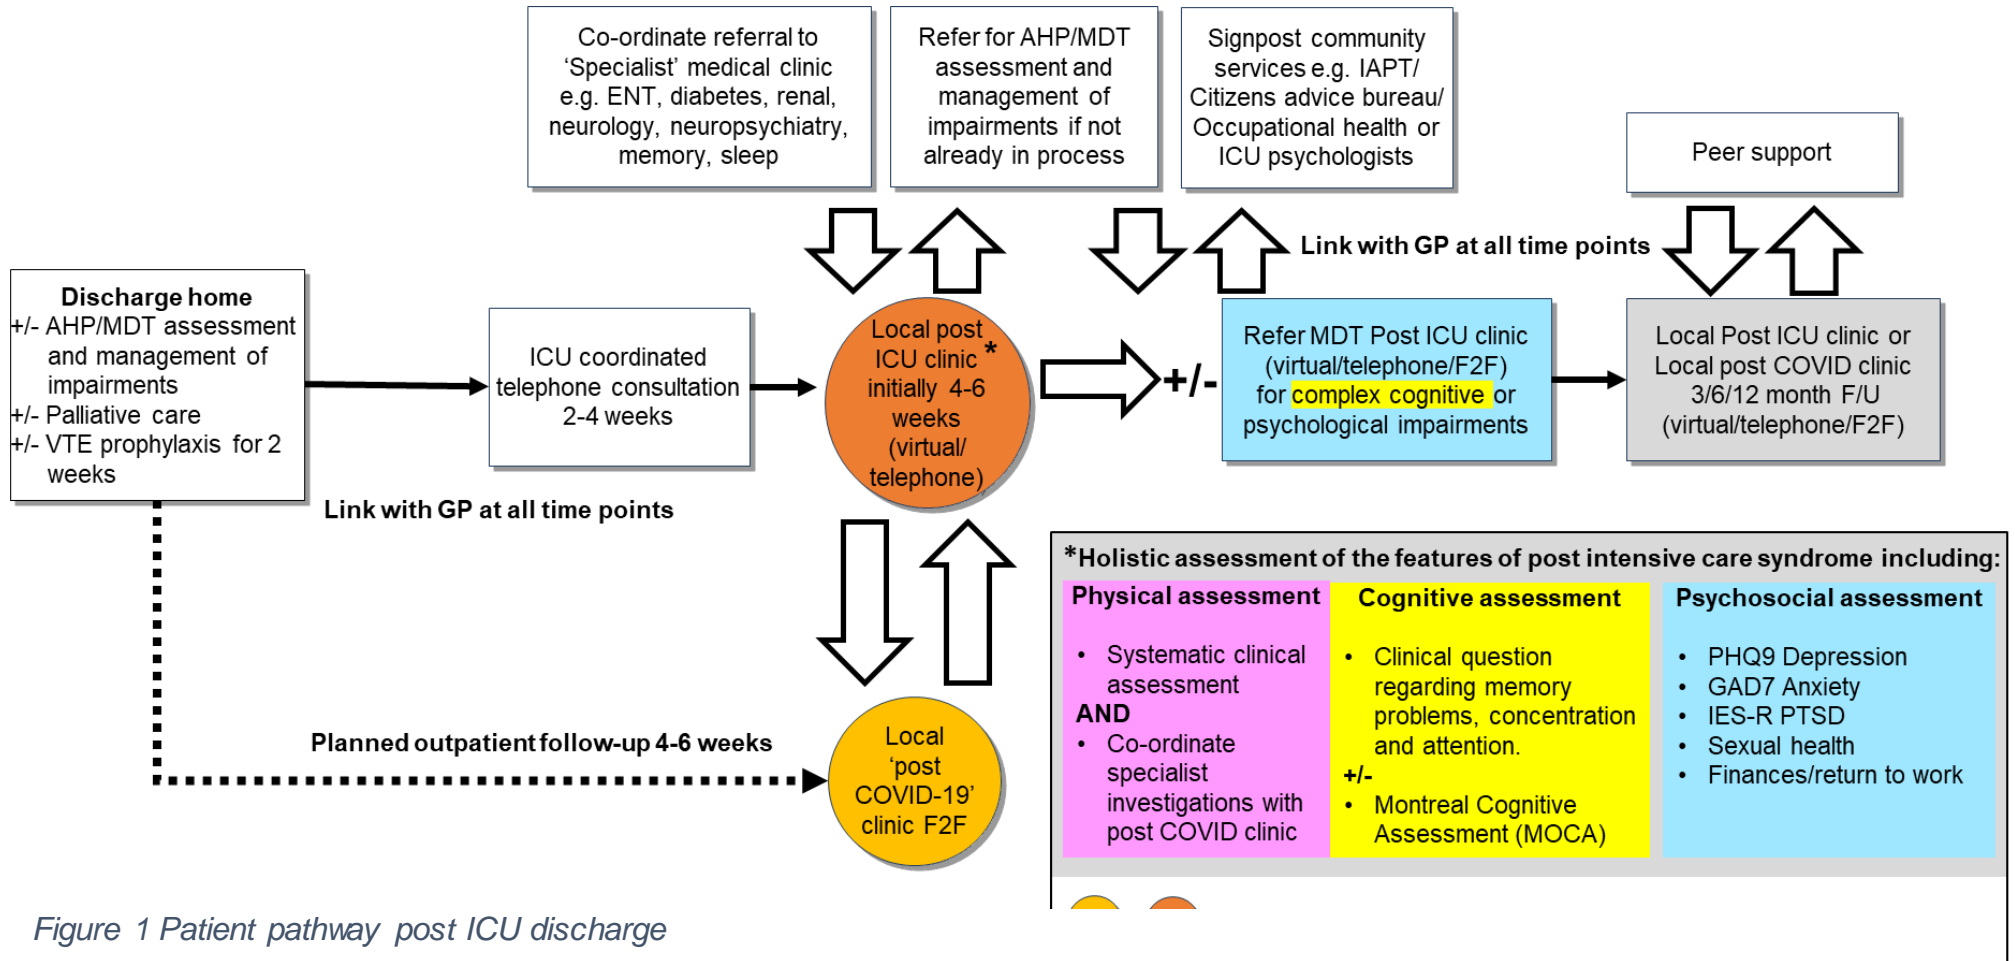 Co-ordinate referral to
‘Specialist’ medical clinic
e.g. ENT, diabetes, renal,
neurology, neuropsychiatry,
memory, sleep
Refer for AHP/MDT
assessment and
management of
impairments if not
already in process
Signpost community
services e.g. IAPT/
Citizens advice bureau/
Occupational health or
ICU psychologists
Peer support
Link with GP at all time points
Discharge home
+/- AHP/MDT assessment
and management of
impairments
+/- Palliative care
+/- VTE prophylaxis for 2
weeks
ICU coordinated
telephone consultation
2-4 weeks
Local post
ICU clinic *
initially 4-6
weeks
(virtual/
telephone)
+/-
Refer MDT Post ICU clinic
(virtual/telephone/F2F)
for complex cognitive or
psychological impairments
Local Post ICU clinic or
Local post COVID clinic
3/6/12 month F/U
(virtual/telephone/F2F)
Link with GP at all time points
Planned outpatient follow-up 4-6 weeks
Local
‘post
COVID-19’
clinic F2F
*Holistic assessment of the features of post intensive care syndrome including:
Physical assessment
• Systematic clinical
assessment
AND
• Co-ordinate
specialist
investigations with
post COVID clinic
Cognitive assessment
• Clinical question
regarding memory
problems, concentration
and attention.
+/-
• Montreal Cognitive
Assessment (MOCA)
Psychosocial assessment
• PHQ9 Depression
• GAD7 Anxiety
• IES-R PTSD
• Sexual health
• Finances/return to work
Figure 1 Patient pathway post ICU discharge